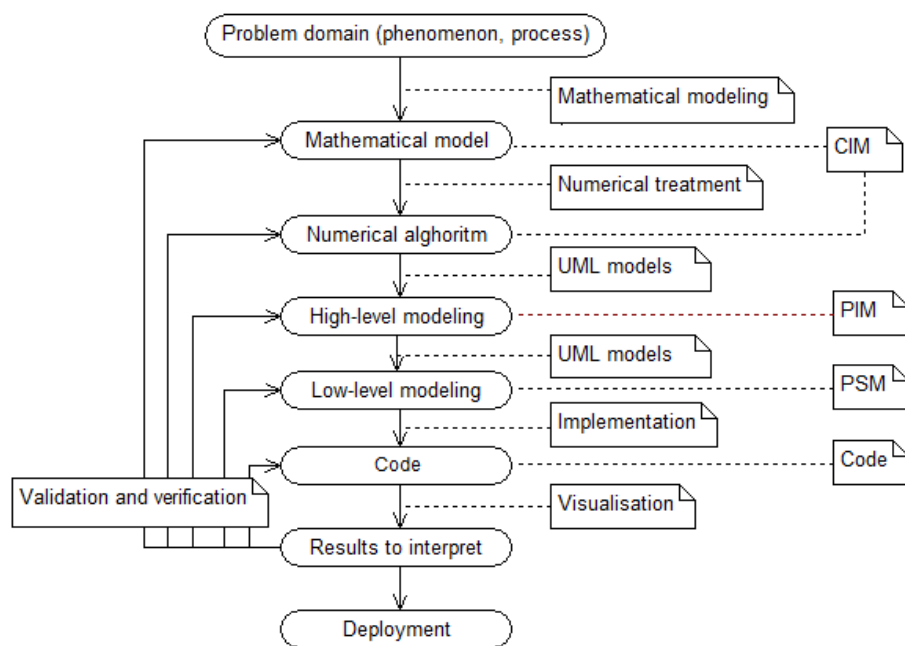 Problem domain (phenomenon, process)
Mathematical modeling
Mathematical model
CIM
Numerical treatment
Numerical alghoritm
UML models
High-level modeling
PIM
UML models
Low-level modeling
PSM
Implementation
Code
Code
Validation and verification
Visualisation
Results to interpret
Deployment